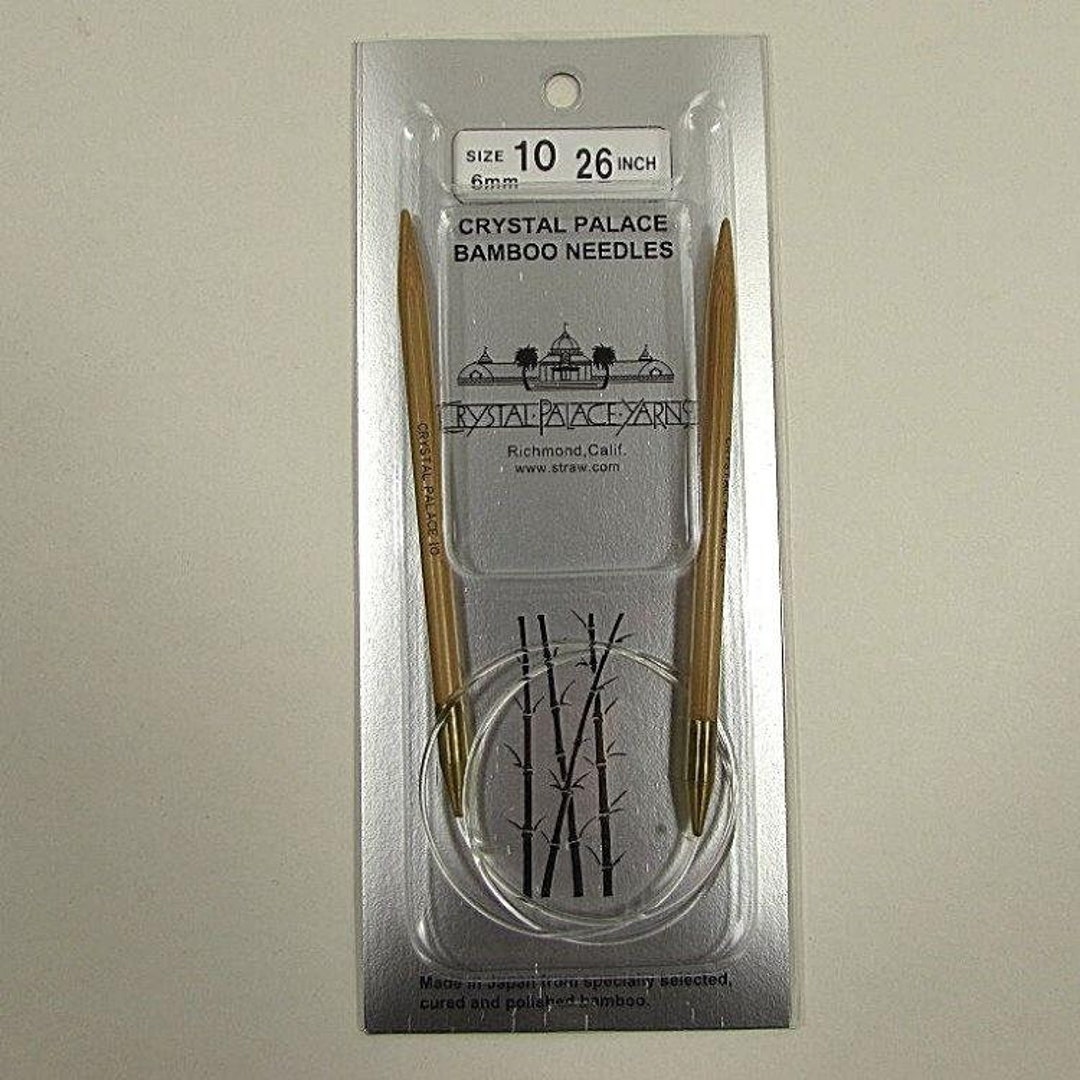 SIZE 10 26 INCH
6mm
CRYSTAL PALACE
BAMBOO NEEDLES
CRYSTAL·PALACE·YARNS
Richmond,Calif.
www.straw.com
CRYSTAL PALACE 10
Made in Japan from specially selected,
cured and polished bamboo.